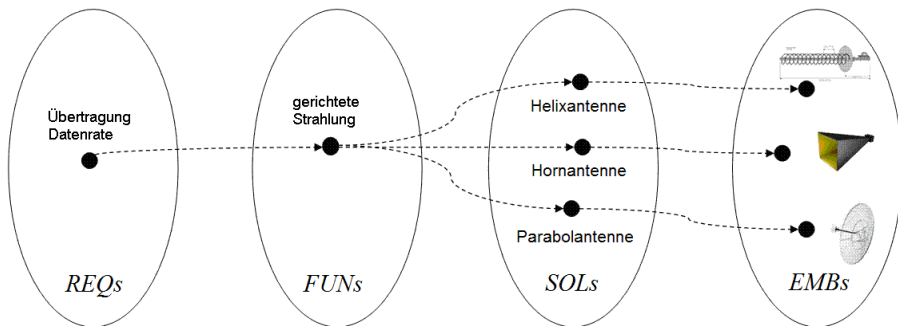 Übertragung
Datenrate
gerichtete
Strahlung
Helixantenne
Hornantenne
Parabolantenne
REQs
FUNs
SOLs
EMBs